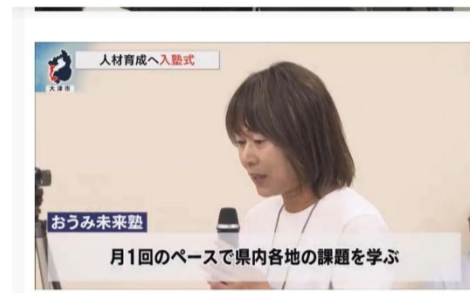 人材育成へ入塾式
大津市
おうみ未来塾
月1回のペースで県内各地の課題を学ぶ